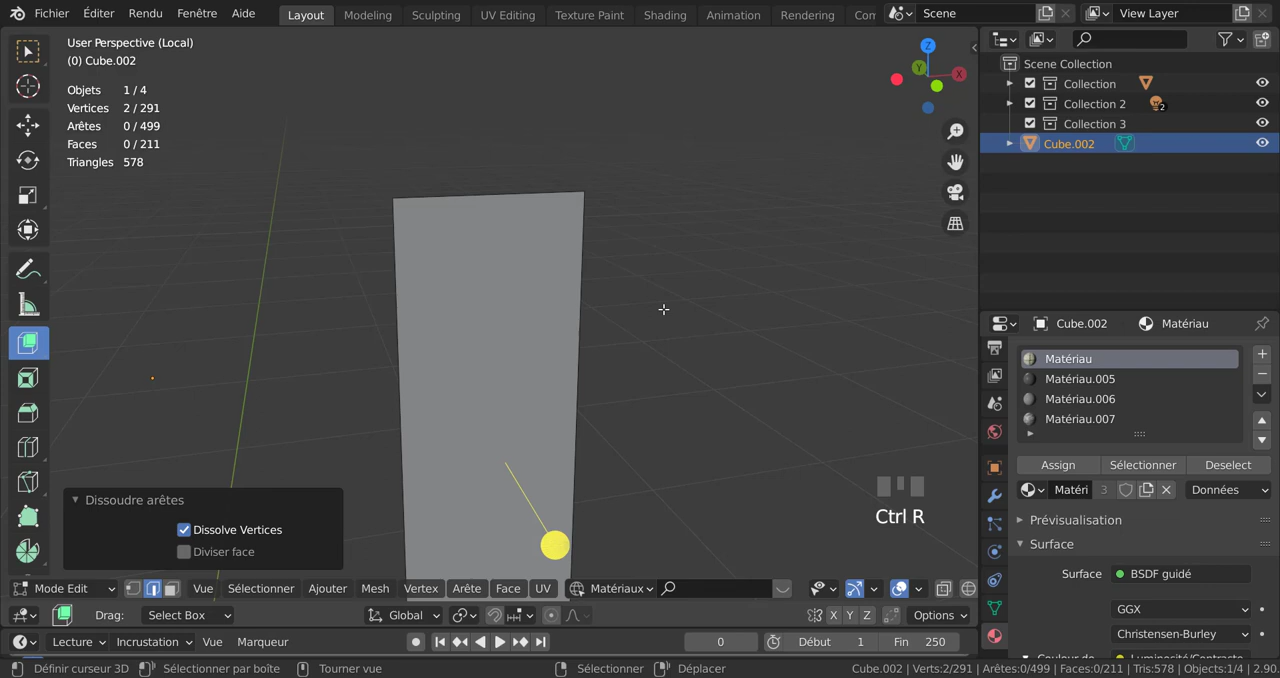 Fichier Éditer Rendu Fenêtre Aide Layout Modeling Sculpting UV Editing Texture Paint Shading Animation Rendering Com Scene View Layer
User Perspective (Local)
(0) Cube.002
Objets 1 / 4
Vertices 2 / 291
Arêtes 0 / 499
Faces 0 / 211
Triangles 578
Z
Y
X
Scene Collection
Collection
Collection 2 2
Collection 3
Cube.002
Cube.002 Matériau
Matériau
Matériau.005
Matériau.006
Matériau.007
Assign Sélectionner Deselect
Matéri 3 Données
Prévisualisation
Surface
Surface BSDF guidé
GGX
Christensen-Burley
Couleur de Luminosité/Contraste
Ctrl R
Dissoudre arêtes
Dissolve Vertices
Diviser face
Mode Edit Vue Sélectionner Ajouter Mesh Vertex Arête Face UV Matériaux
Drag: Select Box Global X Y Z Options
Lecture Incrustation Vue Marqueur 0 Début 1 Fin 250
Définir curseur 3D Sélectionner par boîte Tourner vue Sélectionner Déplacer Cube.002 | Verts:2/291 | Arêtes:0/499 | Faces:0/211 | Tris:578 | Objects:1/4 | 2.90.